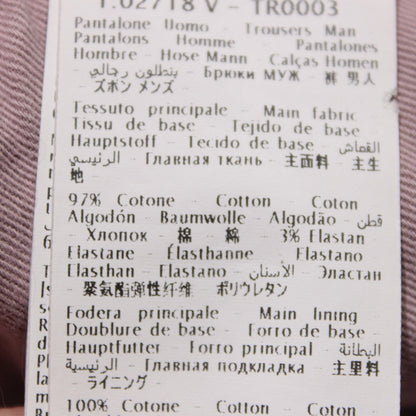 1.02718 V - TR0003
Pantalone Uomo - Trousers Man
Pantalons Homme - Pantalones
Hombre - Hose Mann - Calças Homen
بنطلون رجالي - Брюки МУЖ - 裤 男人
- ズボン メンズ -
Tessuto principale - Main fabric
Tissu de base - Tejido de base
Hauptstoff - Tecido de base - القماش
الرئيسي - Главная ткань - 主面料 - 主生
地
97% Cotone - Cotton - Coton
Algodón - Baumwolle - Algodão - قطن
- Хлопок - 棉 - 綿 - 3% Elastan
Elastane - Elasthanne - Elastano
Elasthan - Elastano - الأسنان - Эластан
- 聚氨酯弹性纤维 - ポリウレタン
Fodera principale - Main lining
Doublure de base - Forro de base
Hauptfutter - Forro principal - البطانة
الرئيسية - Главная подкладка - 主里料
- ライニング -
100% Cotone - Cotton - Coton